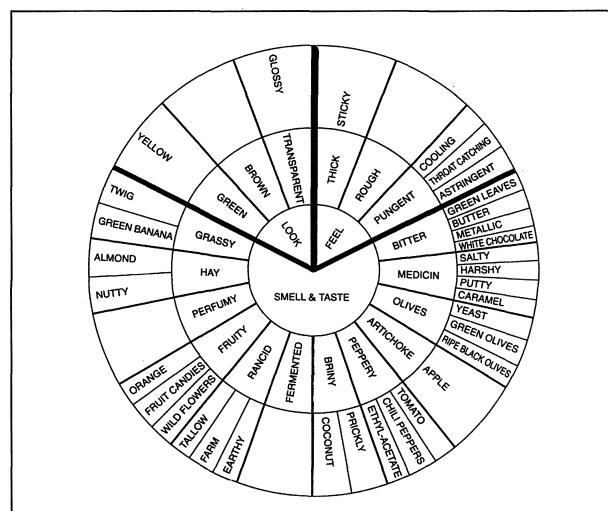 GLOSSY
STICKY
YELLOW
COOLING
THROAT CATCHING
ASTRINGENT
TRANSPARENT
THICK
BROWN
ROUGH
GREEN
PUNGENT
LOOK
FEEL
TWIG
GREEN BANANA
GRASSY
BITTER
GREEN LEAVES
BUTTER
METALLIC
WHITE CHOCOLATE
ALMOND
NUTTY
HAY
MEDICIN
SALTY
HARSHY
PUTTY
CARAMEL
SMELL & TASTE
PERFUMY
OLIVES
YEAST
GREEN OLIVES
RIPE BLACK OLIVES
FRUITY
RANCID
FERMENTED
BRINY
PEPPERY
ARTICHOKE
APPLE
ORANGE
FRUIT CANDIES
WILD FLOWERS
TALLOW
FARM
EARTHY
COCONUT
PRICKLY
ETHYL-ACETATE
CHILI PEPPERS
TOMATO